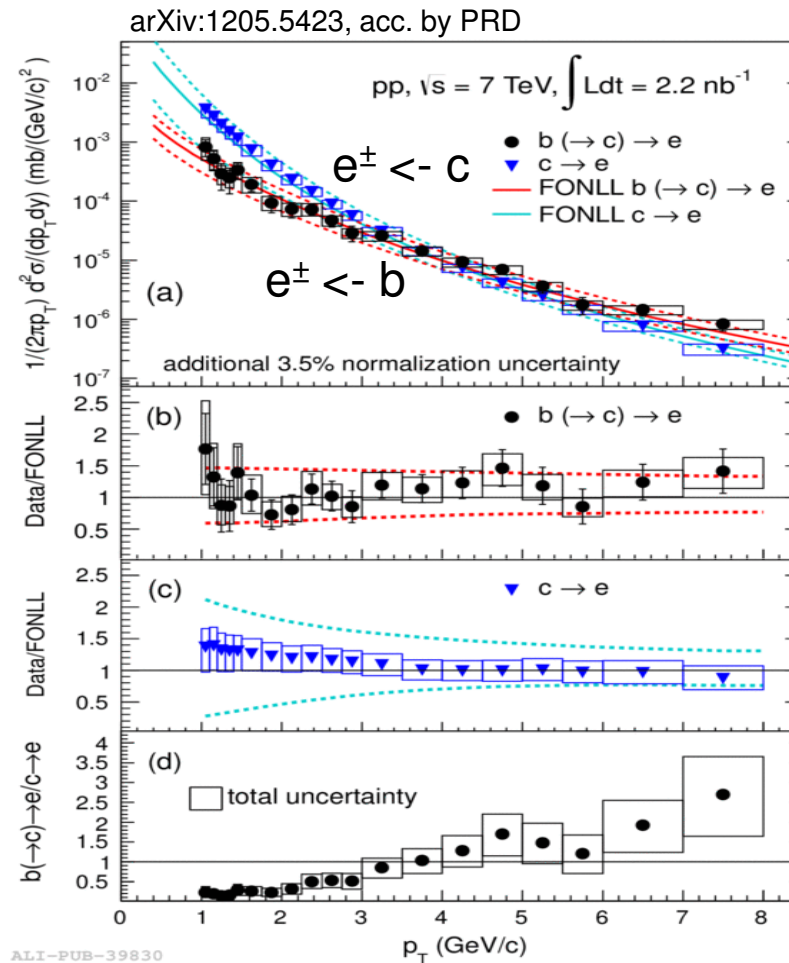 arXiv:1205.5423, acc. by PRD
1/(2πp_T) d²σ/(dp_Tdy) (mb/(GeV/c)²)
10⁻²
10⁻³
10⁻⁴
10⁻⁵
10⁻⁶
10⁻⁷
pp, √s = 7 TeV, ∫ Ldt = 2.2 nb⁻¹
b (→ c) → e
c → e
FONLL b (→ c) → e
FONLL c → e
e± <- c
e± <- b
(a)
additional 3.5% normalization uncertainty
Data/FONLL
2.5
2
1.5
1
0.5
(b)
b (→ c) → e
Data/FONLL
2.5
2
1.5
1
0.5
(c)
c → e
b(→c)→e/c→e
4
3.5
3
2.5
2
1.5
1
0.5
(d)
total uncertainty
0 1 2 3 4 5 6 7 8
p_T (GeV/c)
ALI-PUB-39830